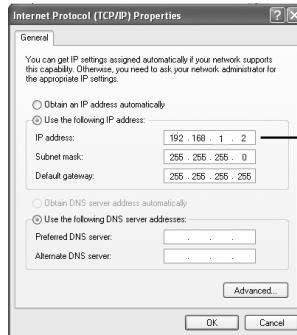 Internet Protocol (TCP/IP) Properties
General
You can get IP settings assigned automatically if your network supports
this capability. Otherwise, you need to ask your network administrator for
the appropriate IP settings.
Obtain an IP address automatically
Use the following IP address:
IP address: 192 . 168 . 1 . 2
Subnet mask: 255 . 255 . 255 . 0
Default gateway: 255 . 255 . 255 . 255
Obtain DNS server address automatically
Use the following DNS server addresses:
Preferred DNS server: . . .
Alternate DNS server: . . .
Advanced...
OK Cancel